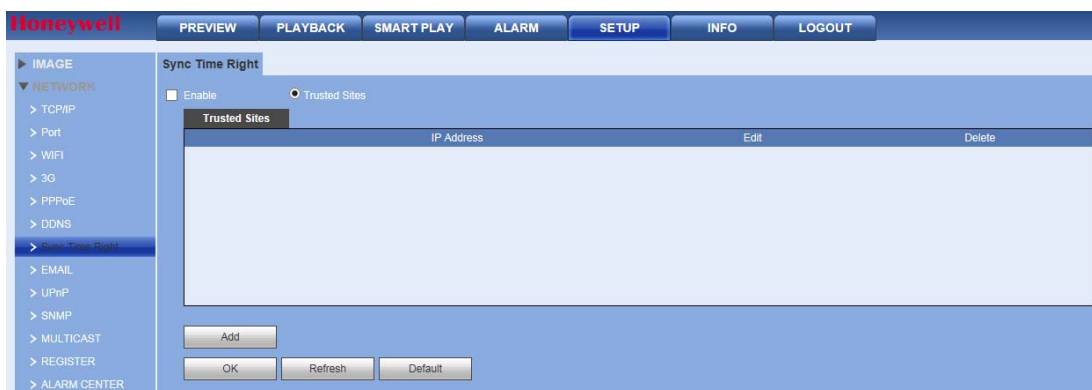 Honeywell
PREVIEW PLAYBACK SMART PLAY ALARM SETUP INFO LOGOUT
IMAGE
NETWORK
> TCP/IP
> Port
> WIFI
> 3G
> PPPoE
> DDNS
> Sync Time Right
> EMAIL
> UPnP
> SNMP
> MULTICAST
> REGISTER
> ALARM CENTER
Sync Time Right
Enable Trusted Sites
Trusted Sites
IP Address Edit Delete
Add
OK Refresh Default